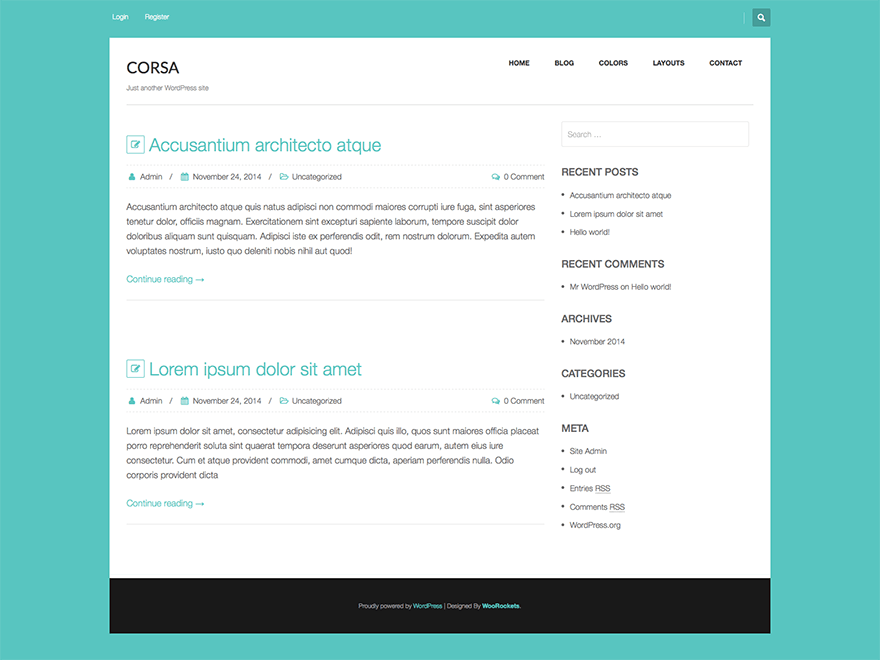 Login Register
CORSA
Just another WordPress site
HOME BLOG COLORS LAYOUTS CONTACT
Accusantium architecto atque
Admin / November 24, 2014 / Uncategorized 0 Comment
Accusantium architecto atque quis natus adipisci non commodi maiores corrupti iure fuga, sint asperiores
tenetur dolor, officiis magnam. Exercitationem sint excepturi sapiente laborum, tempore suscipit dolor
doloribus aliquam sunt quisquam. Adipisci iste ex perferendis odit, rem nostrum dolorum. Expedita autem
voluptates nostrum, iusto quo deleniti nobis nihil aut quod!
Continue reading →
Lorem ipsum dolor sit amet
Admin / November 24, 2014 / Uncategorized 0 Comment
Lorem ipsum dolor sit amet, consectetur adipisicing elit. Adipisci quis illo, quos sunt maiores officia placeat
porro reprehenderit soluta sint quaerat tempora deserunt asperiores quod earum, autem eius iure
consectetur. Cum et atque provident commodi, amet cumque dicta, aperiam perferendis nulla. Odio
corporis provident dicta
Continue reading →
Search ...
RECENT POSTS
• Accusantium architecto atque
• Lorem ipsum dolor sit amet
• Hello world!
RECENT COMMENTS
• Mr WordPress on Hello world!
ARCHIVES
• November 2014
CATEGORIES
• Uncategorized
META
• Site Admin
• Log out
• Entries RSS
• Comments RSS
• WordPress.org
Proudly powered by WordPress | Designed By WooRockets.